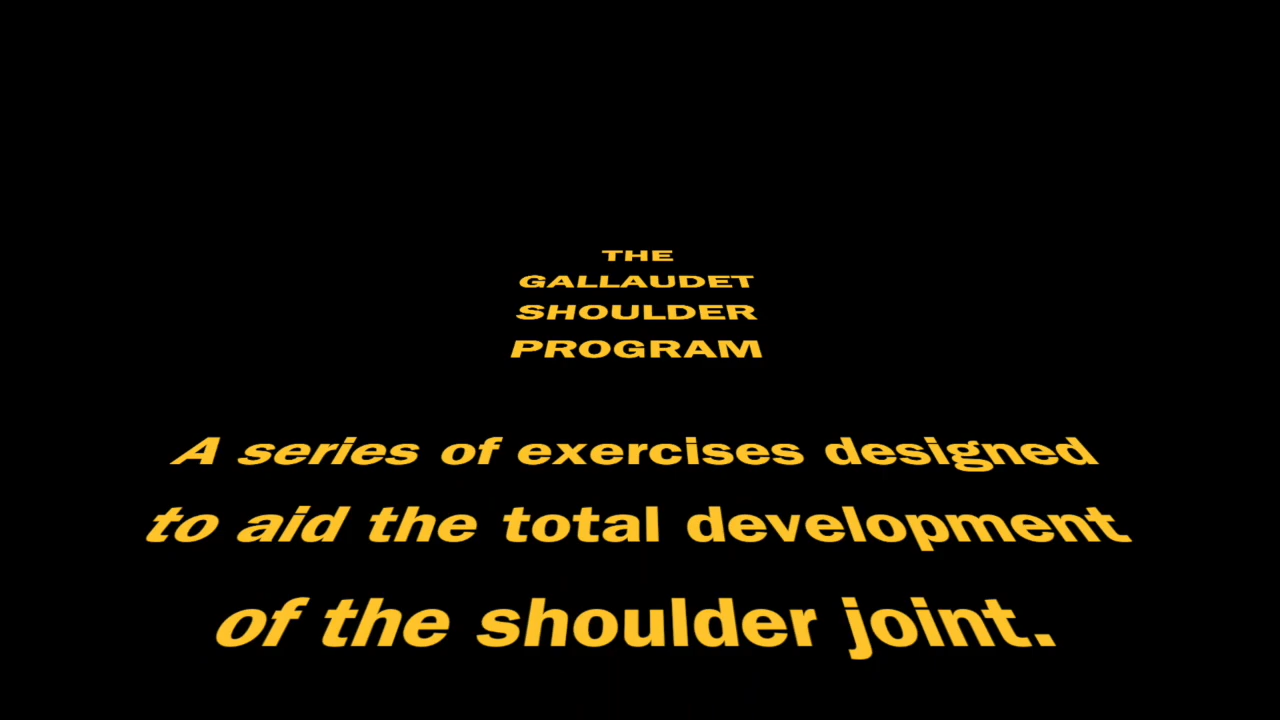 THE
GALLAUDET
SHOULDER
PROGRAM
A series of exercises designed
to aid the total development
of the shoulder joint.